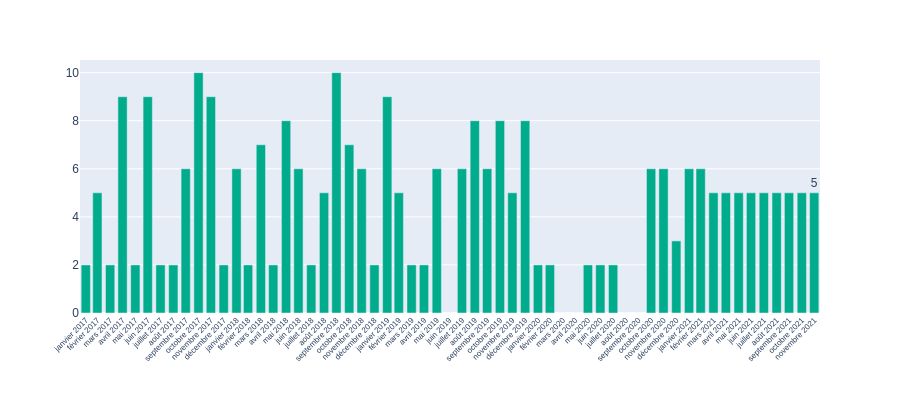 10
8
6
4
2
0
5
janvier 2017
février 2017
mars 2017
avril 2017
mai 2017
juin 2017
juillet 2017
août 2017
septembre 2017
octobre 2017
novembre 2017
décembre 2017
janvier 2018
février 2018
mars 2018
avril 2018
mai 2018
juin 2018
juillet 2018
août 2018
septembre 2018
octobre 2018
novembre 2018
décembre 2018
janvier 2019
février 2019
mars 2019
avril 2019
mai 2019
juin 2019
juillet 2019
août 2019
septembre 2019
octobre 2019
novembre 2019
décembre 2019
janvier 2020
février 2020
mars 2020
avril 2020
mai 2020
juin 2020
juillet 2020
août 2020
septembre 2020
octobre 2020
novembre 2020
décembre 2020
janvier 2021
février 2021
mars 2021
avril 2021
mai 2021
juin 2021
juillet 2021
août 2021
septembre 2021
octobre 2021
novembre 2021